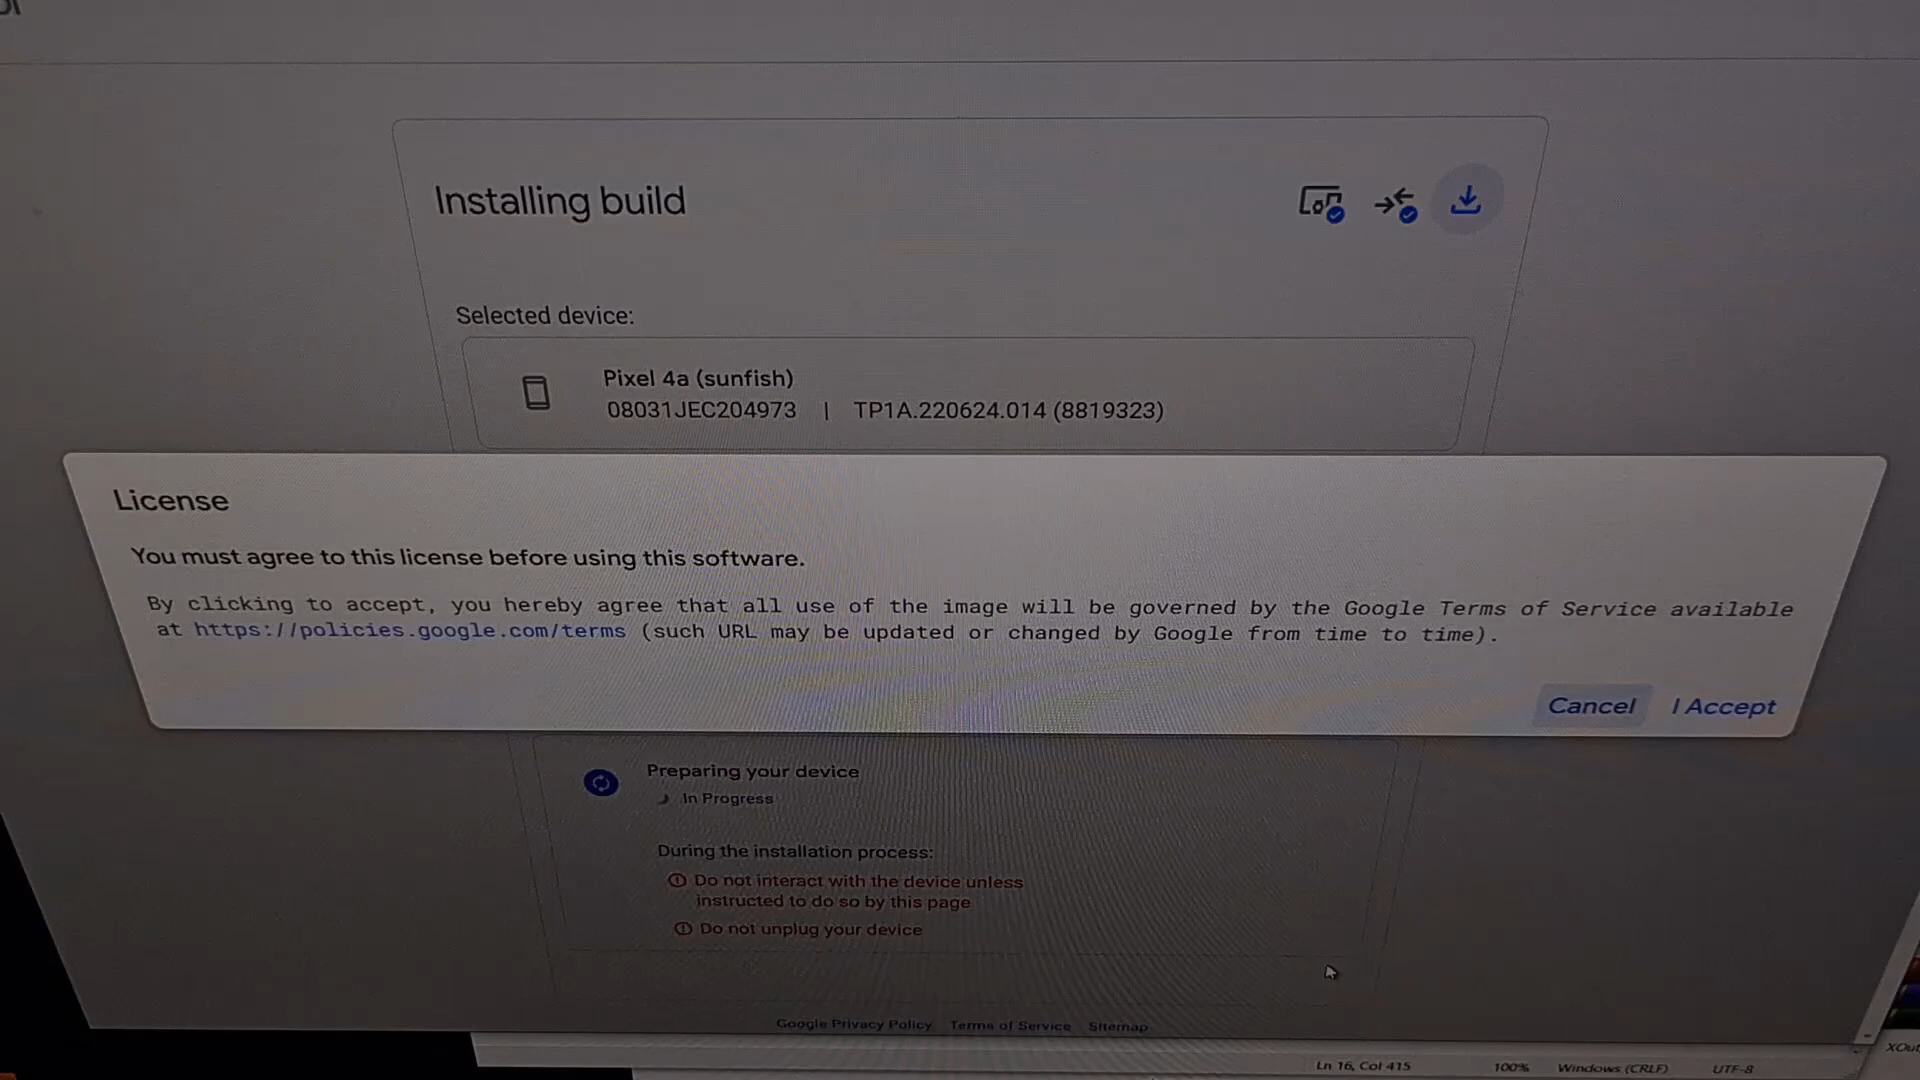 Installing build
Selected device:
Pixel 4a (sunfish)
08031JEC204973 | TP1A.220624.014 (8819323)
License
You must agree to this license before using this software.
By clicking to accept, you hereby agree that all use of the image will be governed by the Google Terms of Service available
at https://policies.google.com/terms (such URL may be updated or changed by Google from time to time).
Cancel I Accept
Preparing your device
In Progress
During the installation process:
Do not interact with the device unless
instructed to do so by this page
Do not unplug your device
Google Privacy Policy Terms of Service Sitemap
Ln 16, Col 415 100% Windows (CRLF) UTF-8